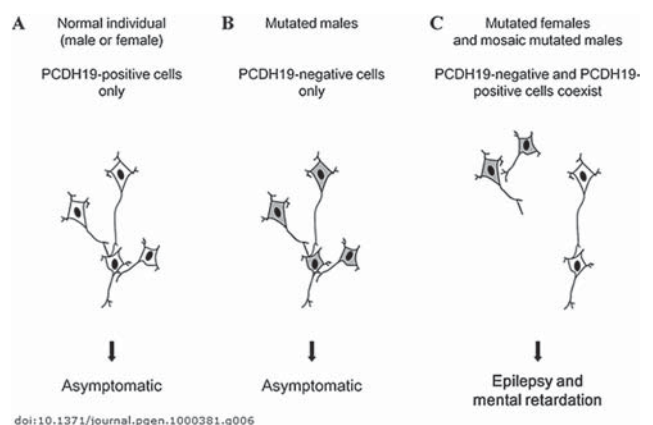 A
Normal individual
(male or female)
PCDH19-positive cells
only
Asymptomatic
B
Mutated males
PCDH19-negative cells
only
Asymptomatic
C
Mutated females
and mosaic mutated males
PCDH19-negative and PCDH19-
positive cells coexist
Epilepsy and
mental retardation
doi:10.1371/journal.pgen.1000381.g006